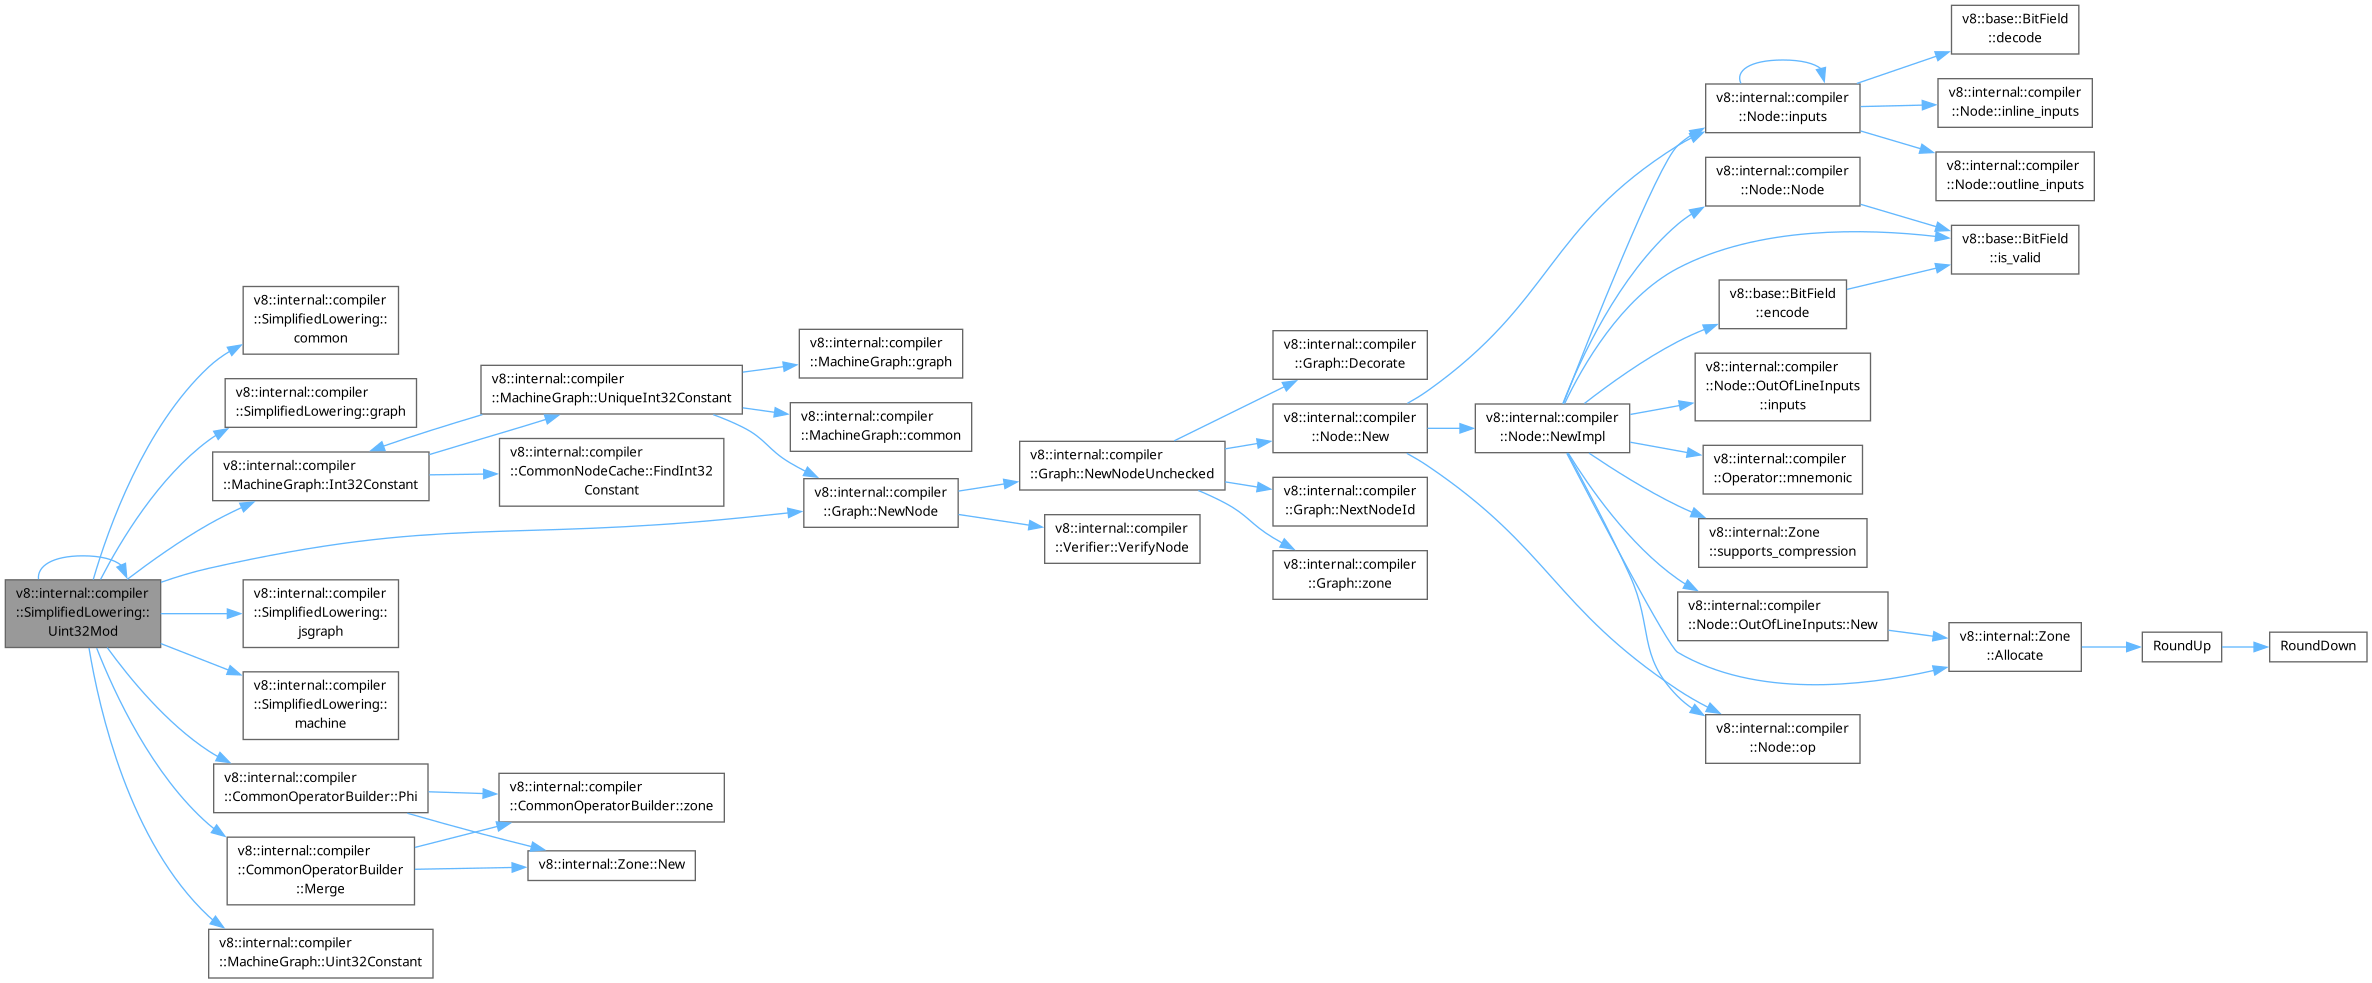 v8::internal::compiler
::SimplifiedLowering::
Uint32Mod
v8::internal::compiler
::SimplifiedLowering::
common
v8::internal::compiler
::SimplifiedLowering::graph
v8::internal::compiler
::MachineGraph::Int32Constant
v8::internal::compiler
::SimplifiedLowering::
jsgraph
v8::internal::compiler
::SimplifiedLowering::
machine
v8::internal::compiler
::CommonOperatorBuilder::Phi
v8::internal::compiler
::CommonOperatorBuilder
::Merge
v8::internal::compiler
::MachineGraph::Uint32Constant
v8::internal::compiler
::MachineGraph::UniqueInt32Constant
v8::internal::compiler
::CommonNodeCache::FindInt32
Constant
v8::internal::compiler
::CommonOperatorBuilder::zone
v8::internal::Zone::New
v8::internal::compiler
::MachineGraph::graph
v8::internal::compiler
::MachineGraph::common
v8::internal::compiler
::Graph::NewNode
v8::internal::compiler
::Graph::NewNodeUnchecked
v8::internal::compiler
::Verifier::VerifyNode
v8::internal::compiler
::Graph::Decorate
v8::internal::compiler
::Node::New
v8::internal::compiler
::Graph::NextNodeId
v8::internal::compiler
::Graph::zone
v8::internal::compiler
::Node::NewImpl
v8::internal::compiler
::Node::inputs
v8::internal::compiler
::Node::Node
v8::base::BitField
::encode
v8::internal::compiler
::Node::OutOfLineInputs
::inputs
v8::internal::compiler
::Operator::mnemonic
v8::internal::Zone
::supports_compression
v8::internal::compiler
::Node::OutOfLineInputs::New
v8::internal::compiler
::Node::op
v8::base::BitField
::decode
v8::internal::compiler
::Node::inline_inputs
v8::internal::compiler
::Node::outline_inputs
v8::base::BitField
::is_valid
v8::internal::Zone
::Allocate
RoundUp
RoundDown